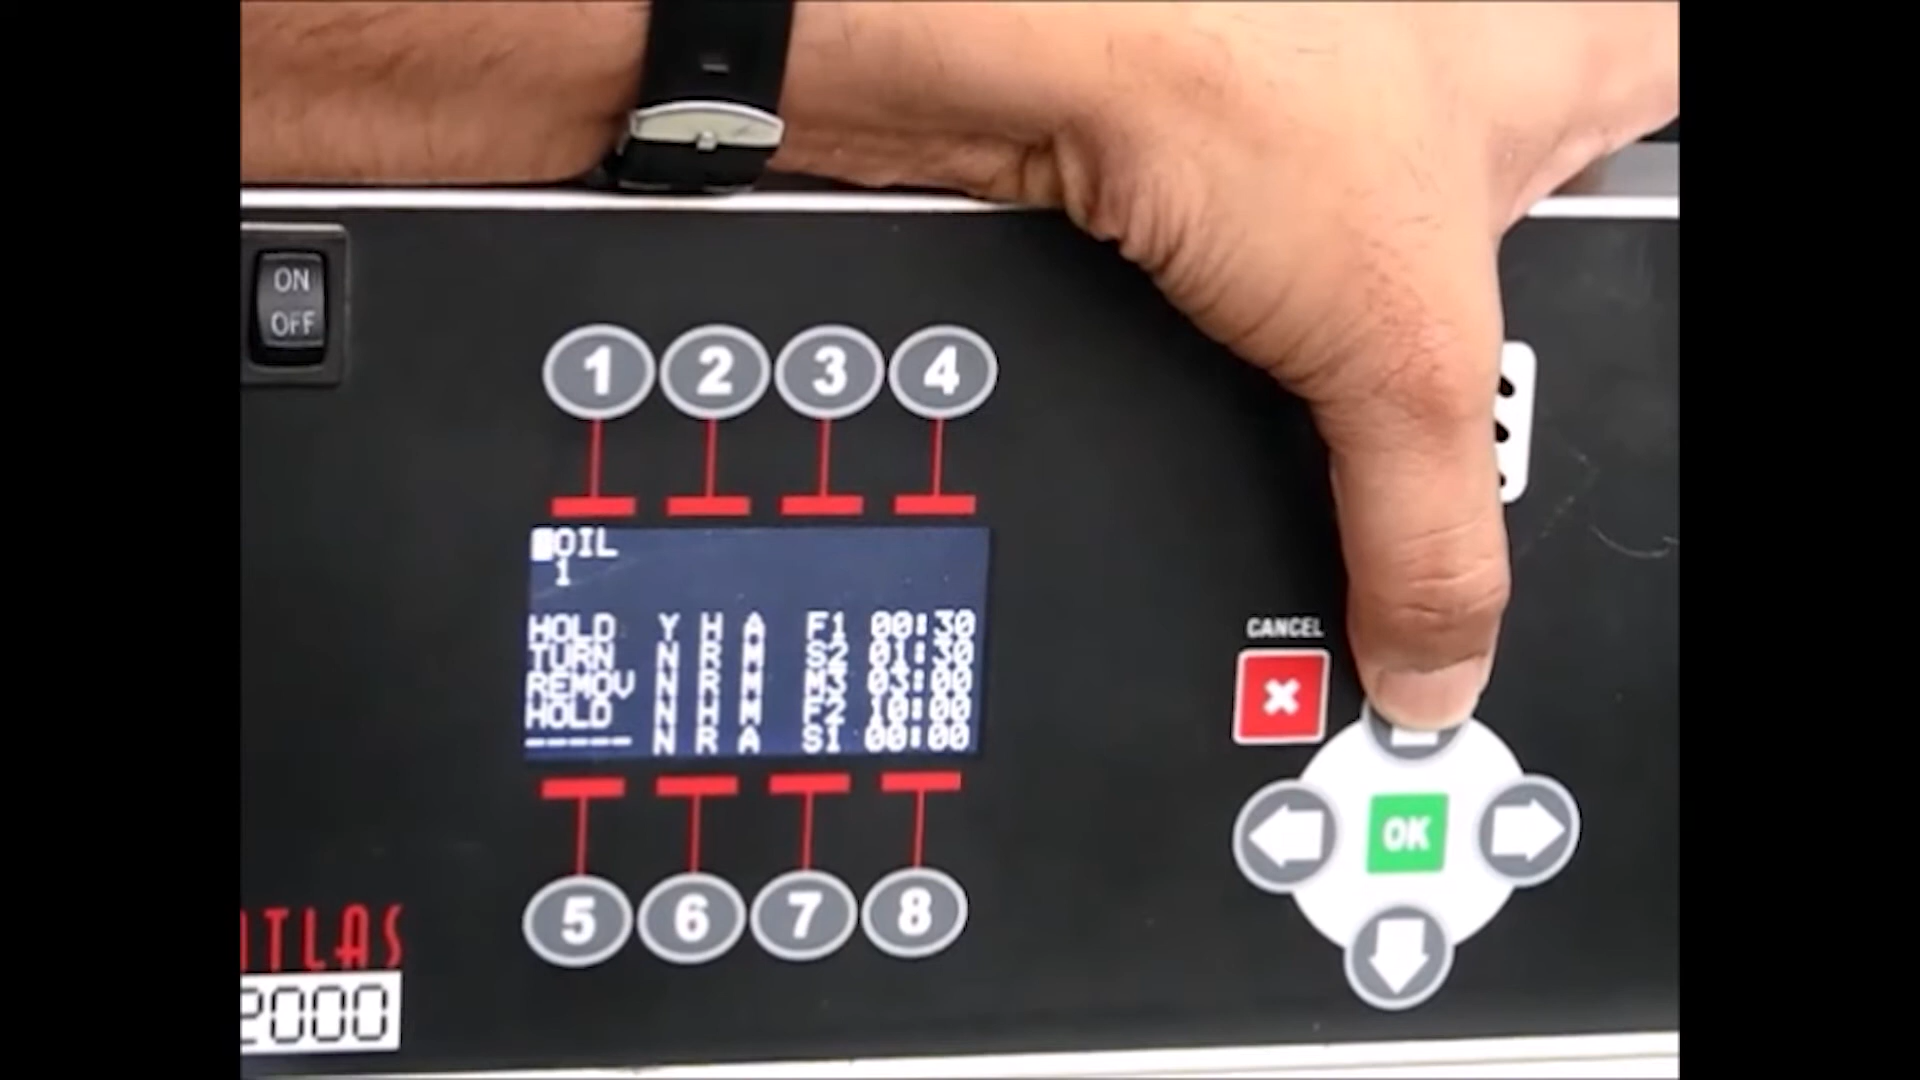 ON
OFF
1 2 3 4
OIL
1
HOLD Y H A F1 00:30
TURN N R M S2 01:30
REMOV N R M M3 03:00
HOLD N H M F2 10:00
----- N R A S1 00:00
CANCEL
OK
5 6 7 8
ATLAS
2000